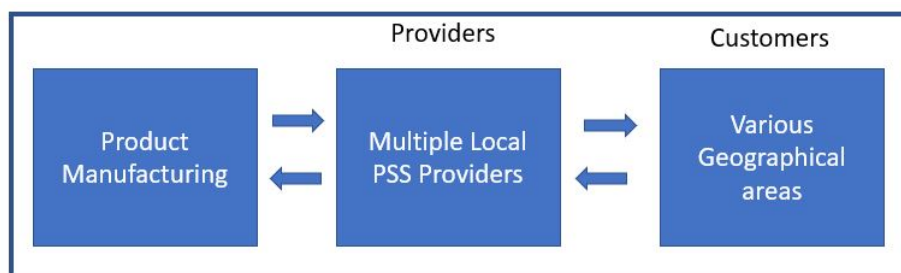 Providers
Customers
Product
Manufacturing
Multiple Local
PSS Providers
Various
Geographical
areas